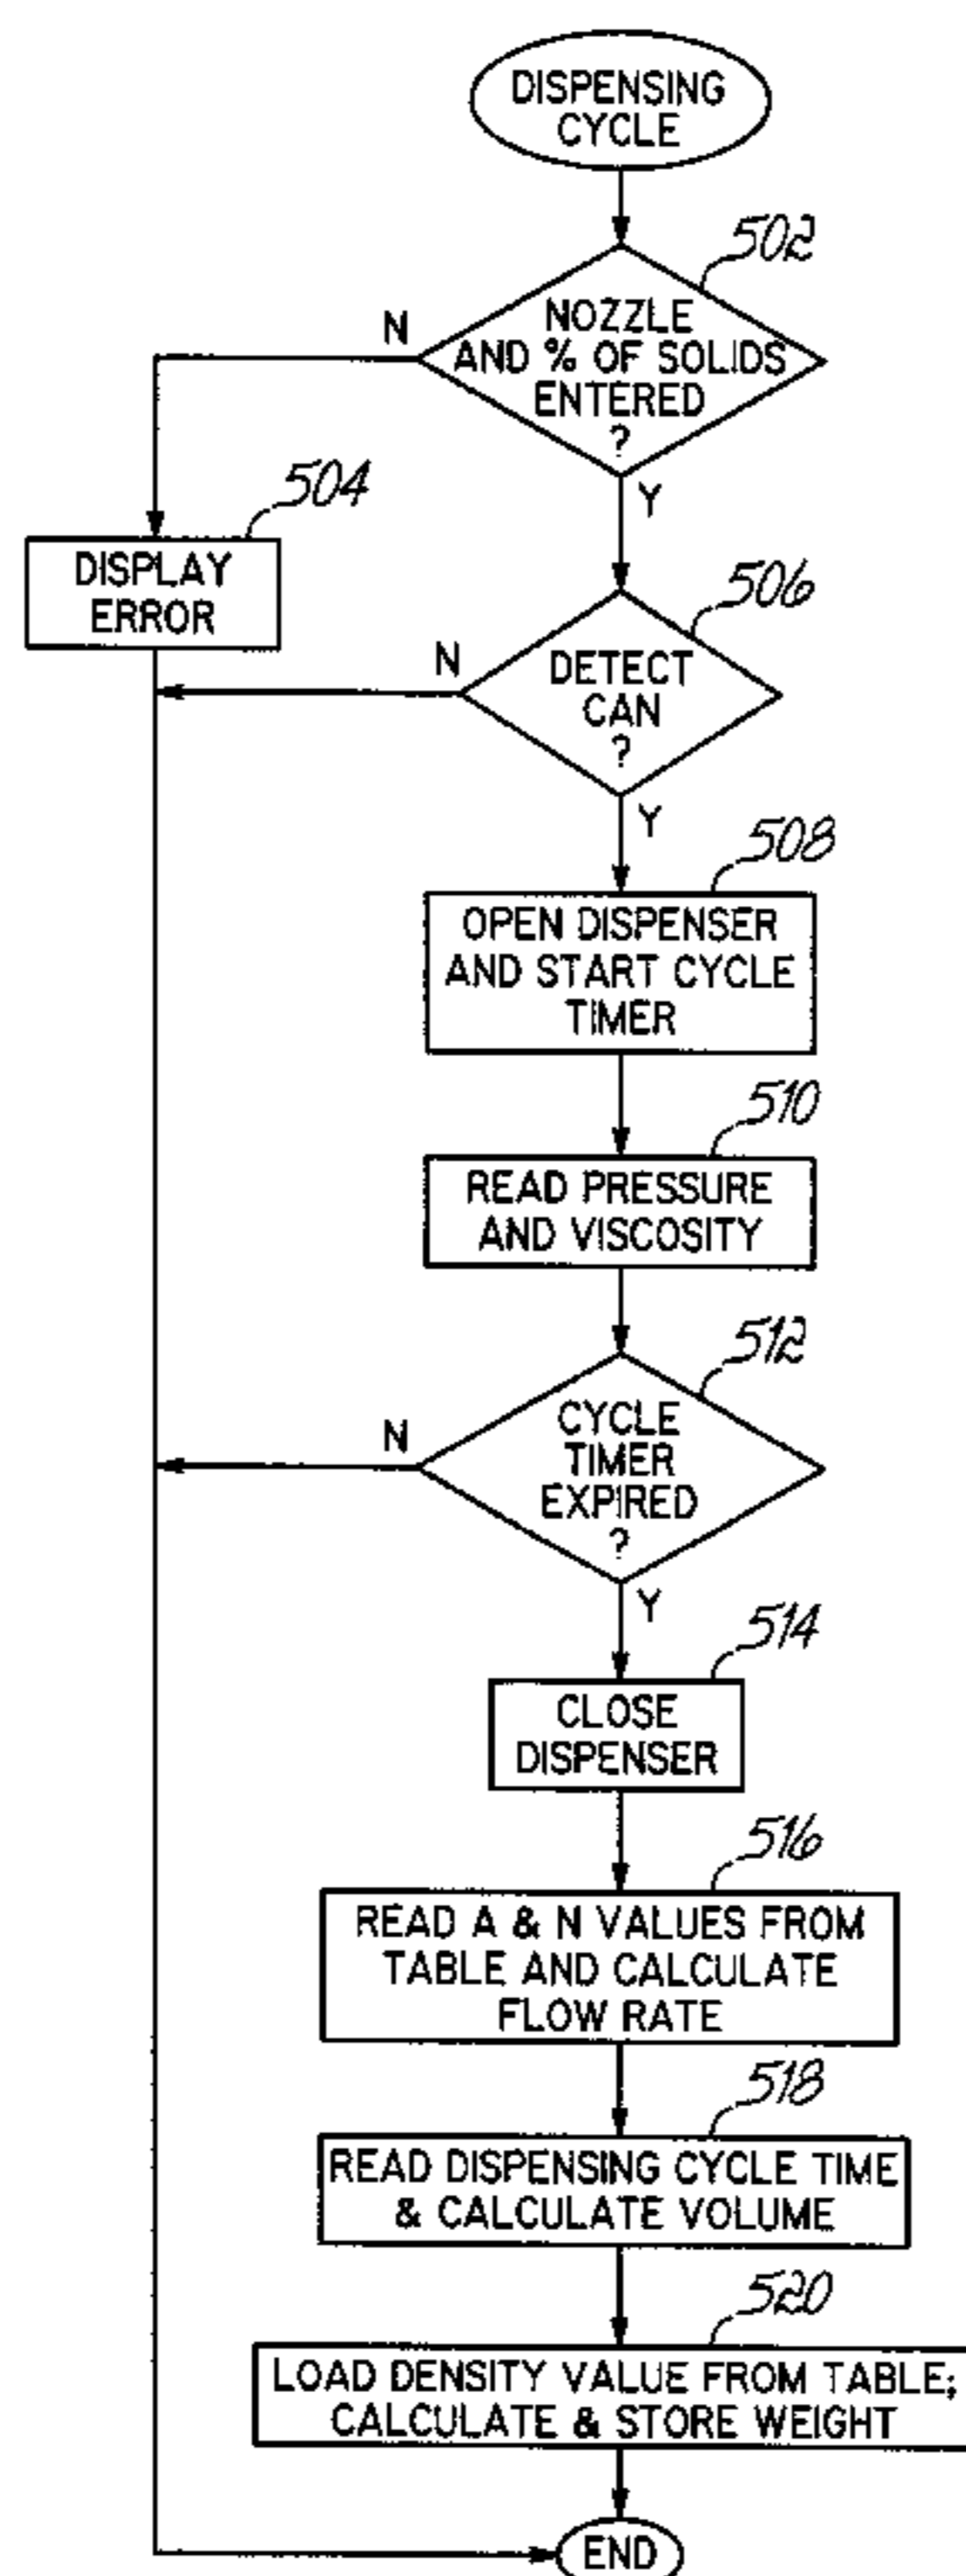 DISPENSING
CYCLE
502
N
NOZZLE
AND % OF SOLIDS
ENTERED
?
Y
504
DISPLAY
ERROR
506
N
DETECT
CAN
?
Y
508
OPEN DISPENSER
AND START CYCLE
TIMER
510
READ PRESSURE
AND VISCOSITY
512
N
CYCLE
TIMER
EXPIRED
?
Y
514
CLOSE
DISPENSER
516
READ A & N VALUES FROM
TABLE AND CALCULATE
FLOW RATE
518
READ DISPENSING CYCLE TIME
& CALCULATE VOLUME
520
LOAD DENSITY VALUE FROM TABLE;
CALCULATE & STORE WEIGHT
END